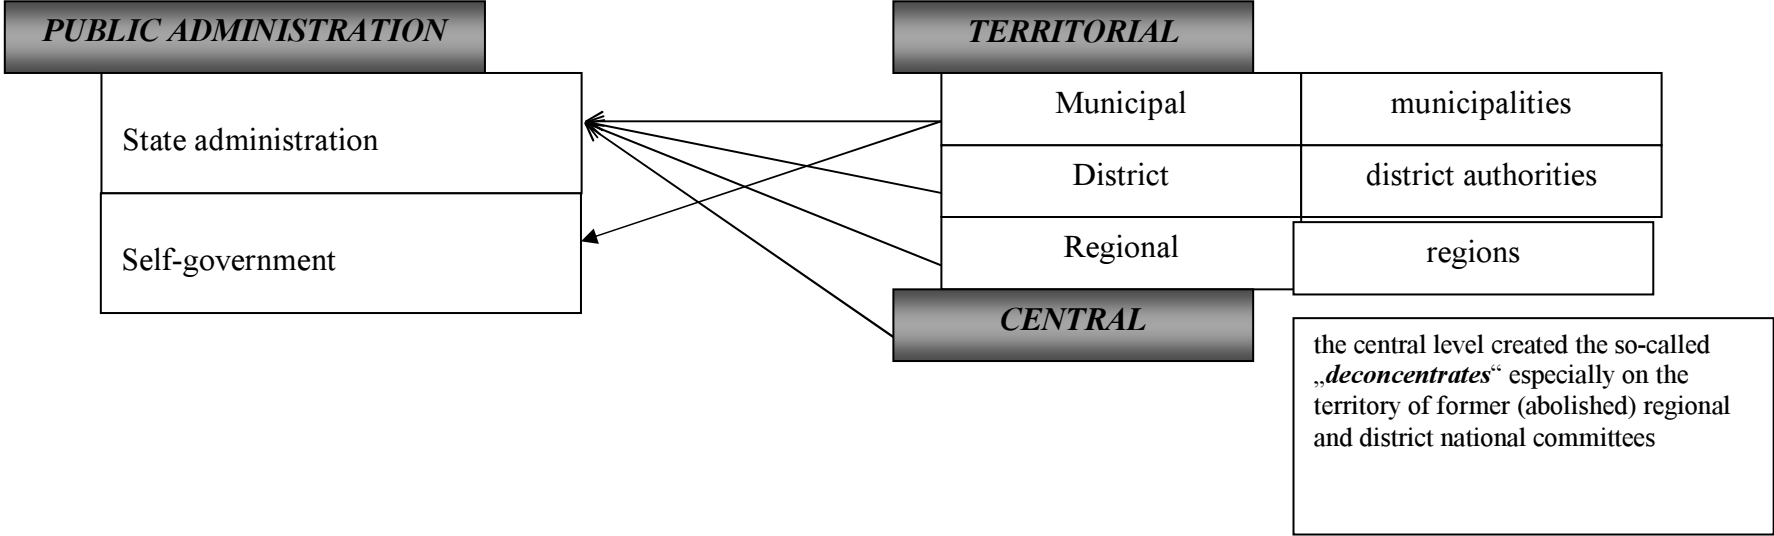 PUBLIC ADMINISTRATION
State administration
Self-government
TERRITORIAL
Municipal
municipalities
District
district authorities
Regional
regions
CENTRAL
the central level created the so-called
„deconcentrates“ especially on the
territory of former (abolished) regional
and district national committees